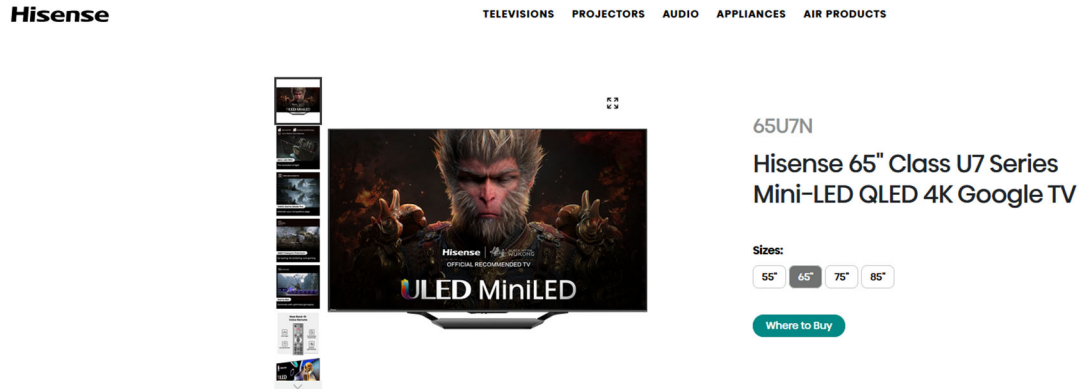 Hisense
TELEVISIONS PROJECTORS AUDIO APPLIANCES AIR PRODUCTS
65U7N
Hisense 65" Class U7 Series
Mini-LED QLED 4K Google TV
Hisense WUKONG
OFFICIAL RECOMMENDED TV
ULED MiniLED
Sizes:
55" 65" 75" 85"
Where to Buy